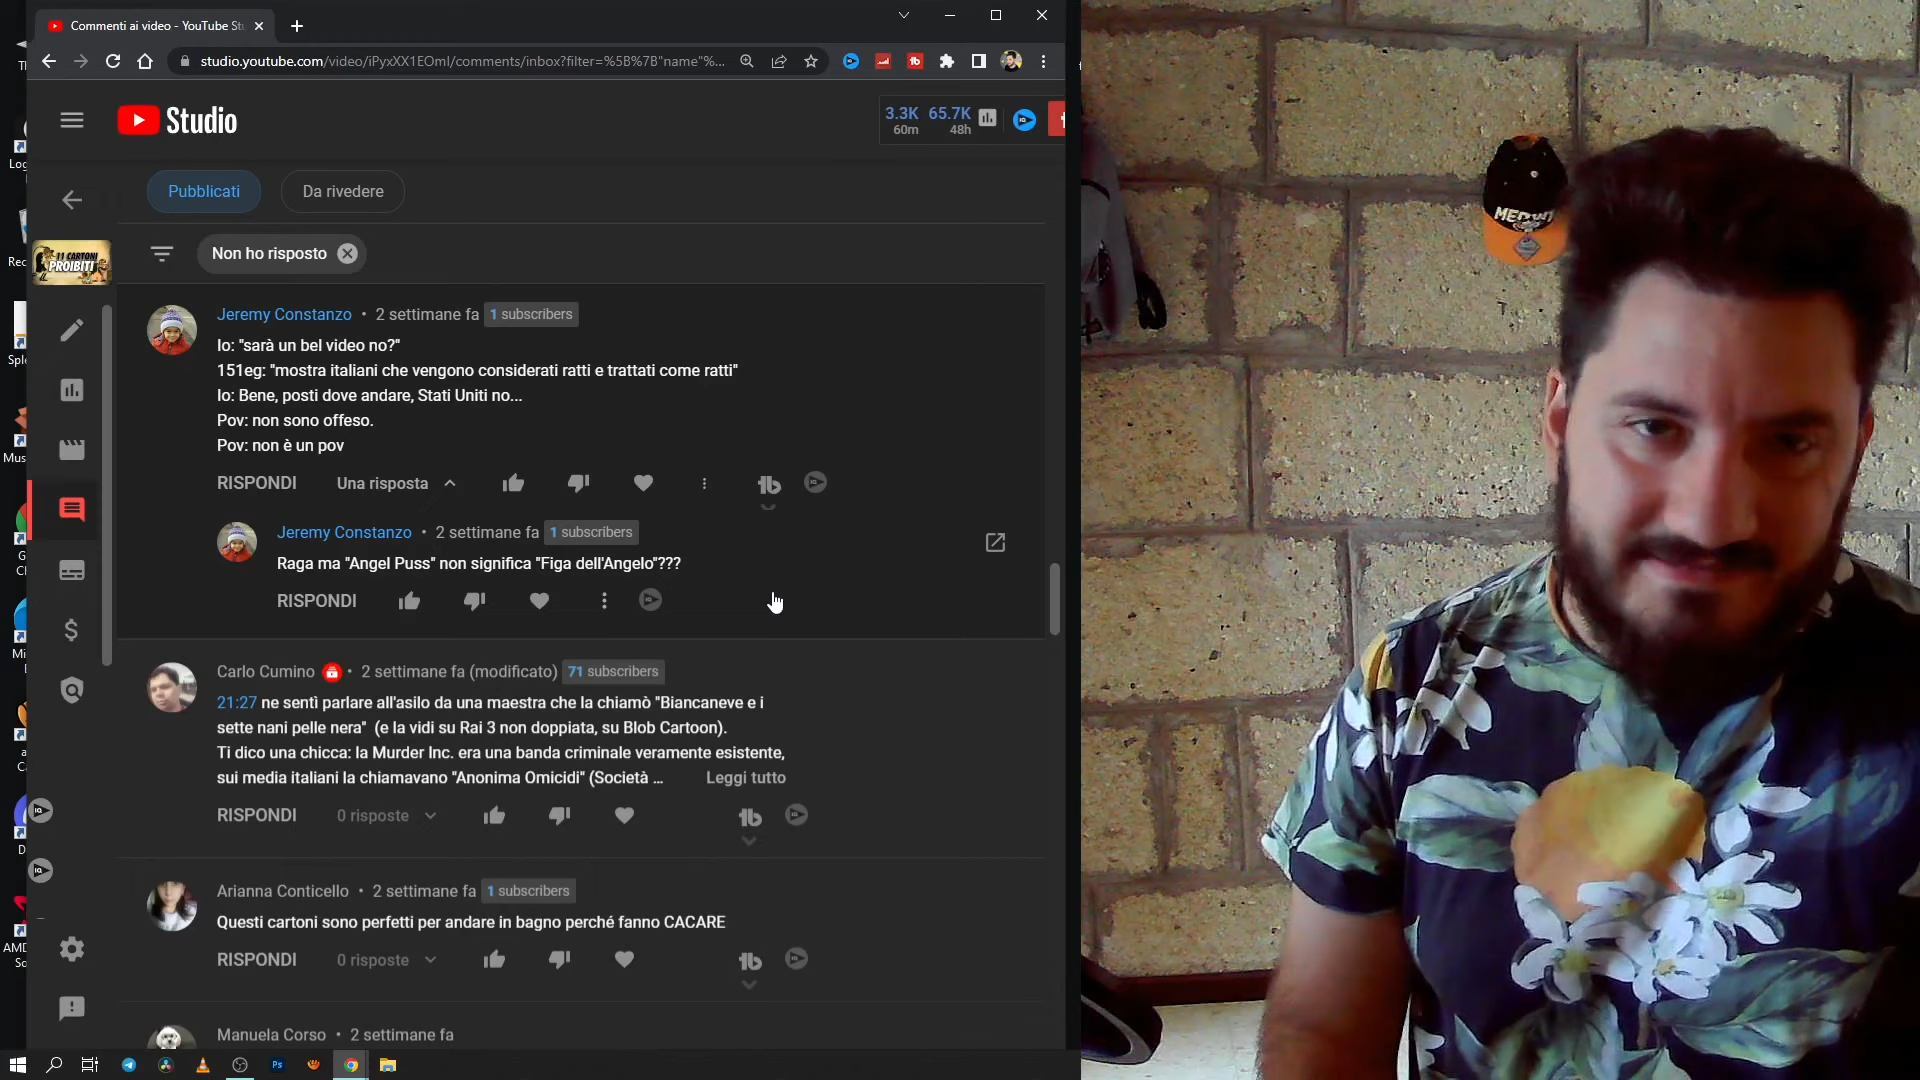 Commenti ai video - YouTube Stu
studio.youtube.com/video/iPyxXX1EOmI/comments/inbox?filter=%5B%7B"name"%...
Studio
3.3K 65.7K
60m 48h
Pubblicati
Da rivedere
11 CARTONI
PROIBITI
Non ho risposto
Jeremy Constanzo • 2 settimane fa 1 subscribers
Io: "sarà un bel video no?"
151eg: "mostra italiani che vengono considerati ratti e trattati come ratti"
Io: Bene, posti dove andare, Stati Uniti no...
Pov: non sono offeso.
Pov: non è un pov
RISPONDI Una risposta
Jeremy Constanzo • 2 settimane fa 1 subscribers
Raga ma "Angel Puss" non significa "Figa dell'Angelo"???
RISPONDI
Carlo Cumino • 2 settimane fa (modificato) 71 subscribers
21:27 ne sentì parlare all'asilo da una maestra che la chiamò "Biancaneve e i
sette nani pelle nera" (e la vidi su Rai 3 non doppiata, su Blob Cartoon).
Ti dico una chicca: la Murder Inc. era una banda criminale veramente esistente,
sui media italiani la chiamavano "Anonima Omicidi" (Società ... Leggi tutto
RISPONDI 0 risposte
Arianna Conticello • 2 settimane fa 1 subscribers
Questi cartoni sono perfetti per andare in bagno perché fanno CACARE
RISPONDI 0 risposte
Manuela Corso • 2 settimane fa